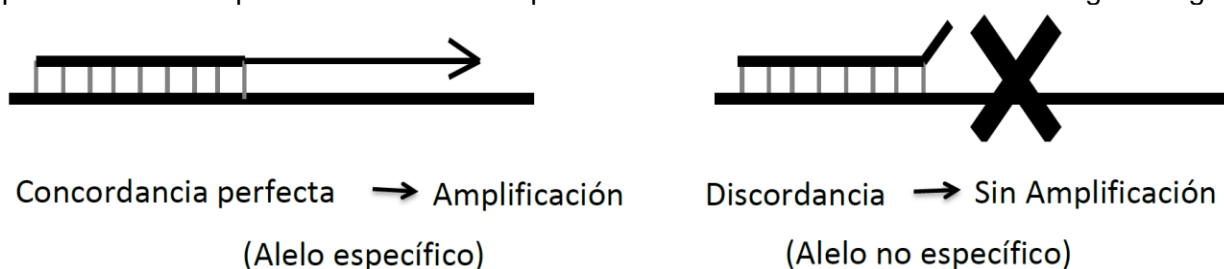 Concordancia perfecta → Amplificación
(Alelo específico)
Discordancia → Sin Amplificación
(Alelo no específico)